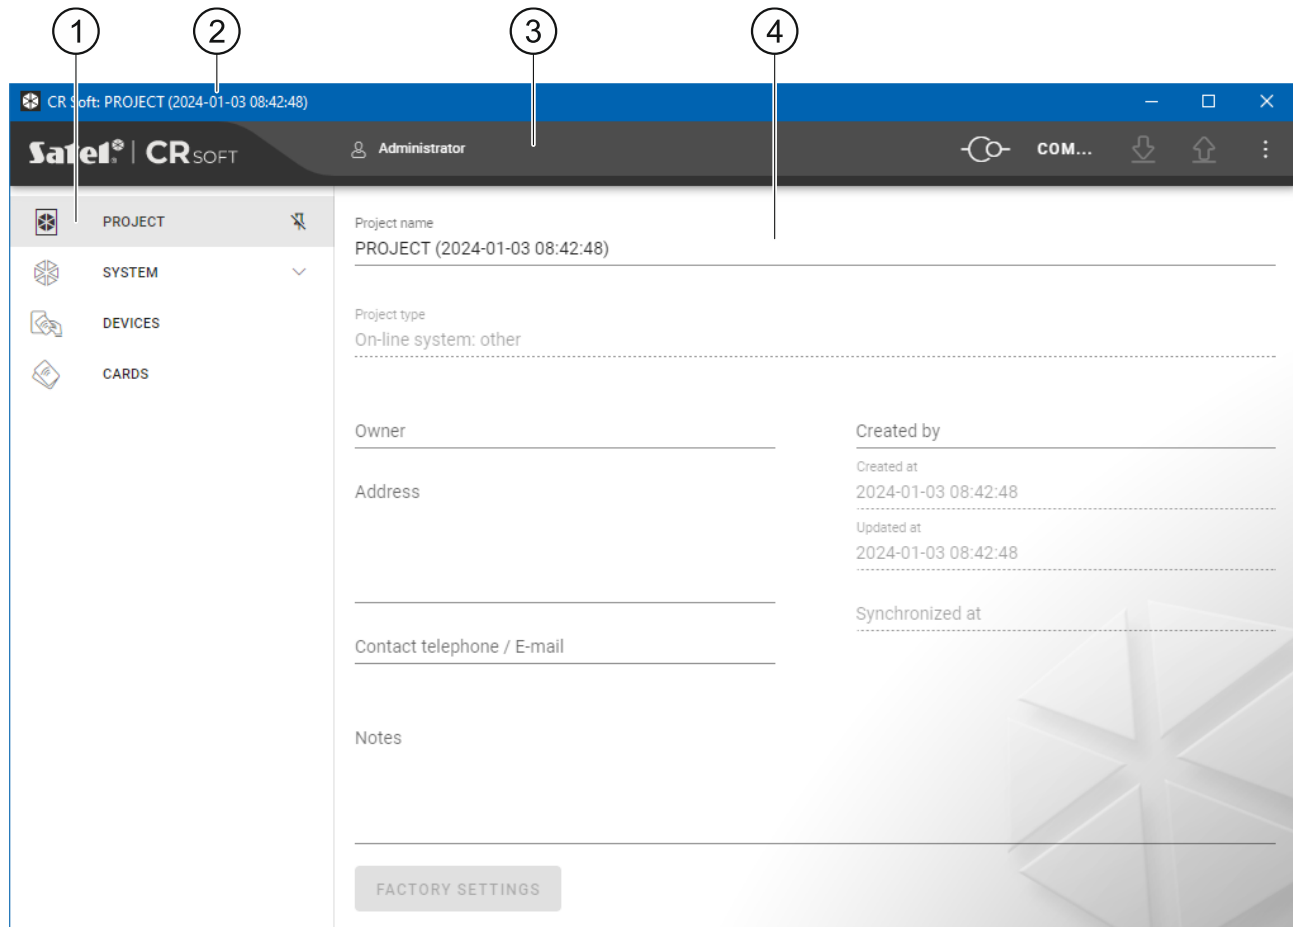 1 2 3 4
CR Soft: PROJECT (2024-01-03 08:42:48)
Satel | CR SOFT
Administrator
COM...
PROJECT
SYSTEM
DEVICES
CARDS
Project name
PROJECT (2024-01-03 08:42:48)
Project type
On-line system: other
Owner
Created by
Created at
2024-01-03 08:42:48
Address
Updated at
2024-01-03 08:42:48
Synchronized at
Contact telephone / E-mail
Notes
FACTORY SETTINGS